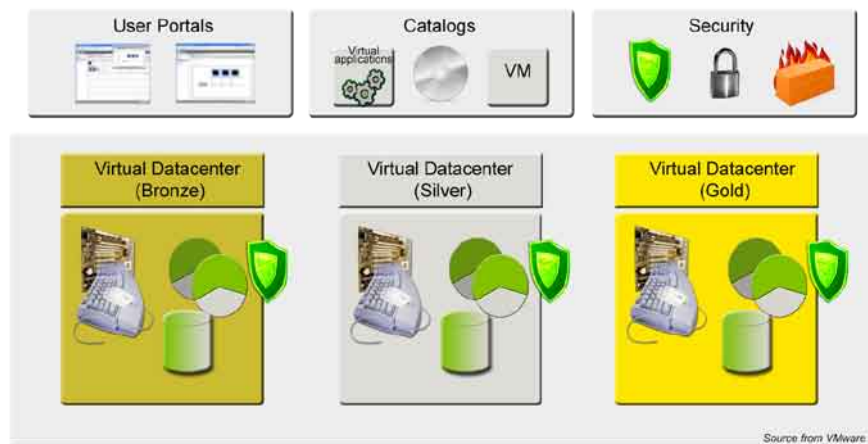 User Portals
Catalogs
Virtual
applications
VM
Security
Virtual Datacenter
(Bronze)
Virtual Datacenter
(Silver)
Virtual Datacenter
(Gold)
Source from VMware